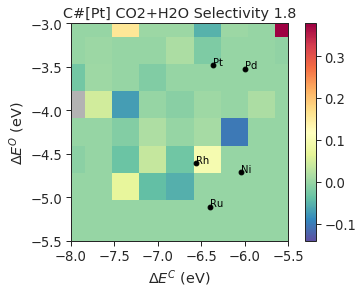 C#[Pt] CO2+H2O Selectivity 1.8
−3.0
−3.5
−4.0
−4.5
−5.0
−5.5
ΔE^O (eV)
Pt
Pd
Rh
Ni
Ru
−8.0 −7.5 −7.0 −6.5 −6.0 −5.5
ΔE^C (eV)
0.3
0.2
0.1
0.0
−0.1